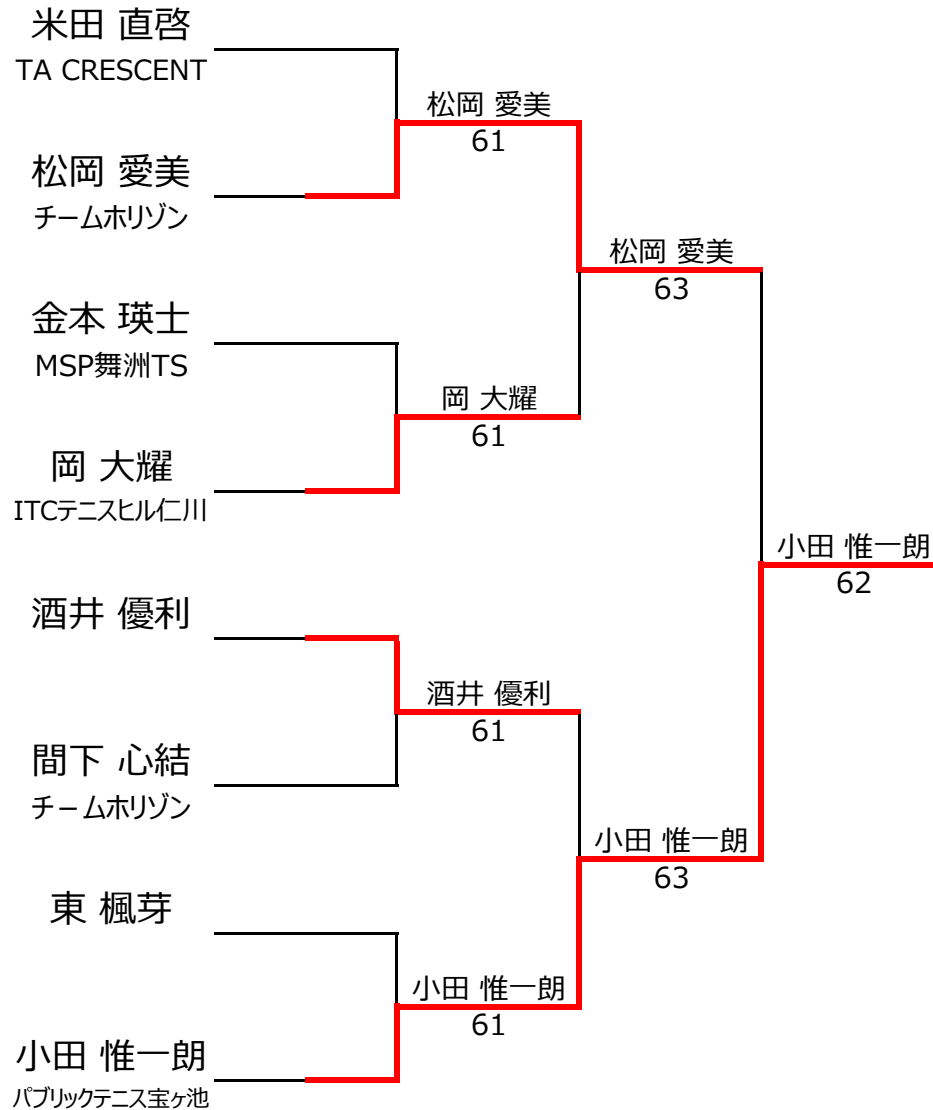 米田 直啓
TA CRESCENT
松岡 愛美
61
松岡 愛美
チームホリゾン
松岡 愛美
63
金本 瑛士
MSP舞洲TS
岡 大耀
61
岡 大耀
ITCテニスヒル仁川
小田 惟一朗
62
酒井 優利
酒井 優利
61
間下 心結
チームホリゾン
小田 惟一朗
63
東 楓芽
小田 惟一朗
61
小田 惟一朗
パブリックテニス宝ヶ池